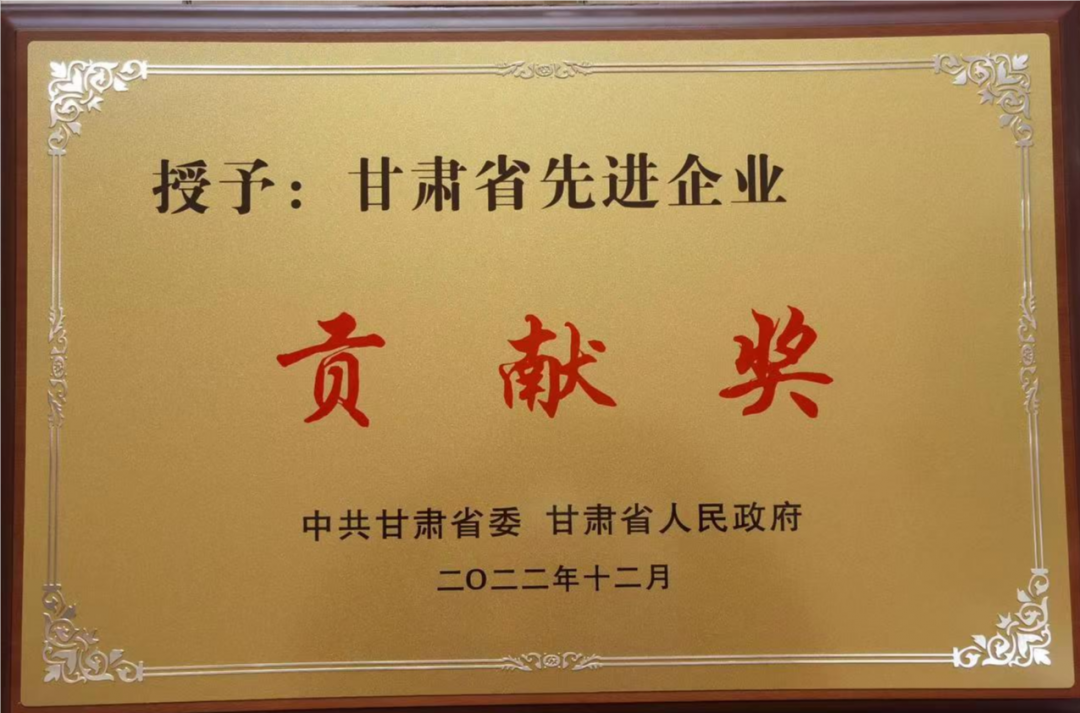 授予：甘肃省先进企业
贡献奖
中共甘肃省委 甘肃省人民政府
二〇二二年十二月